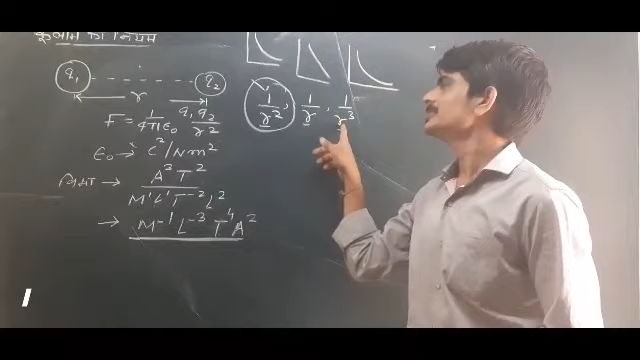 कूलॉम का नियम
q₁ q₂
r
1/r², 1/r, 1/r³
F = 1/4πε₀ q₁q₂/r²
ε₀ → C²/Nm²
विमा → A²T²/M¹L¹T⁻²L²
→ M⁻¹L⁻³T⁴A²